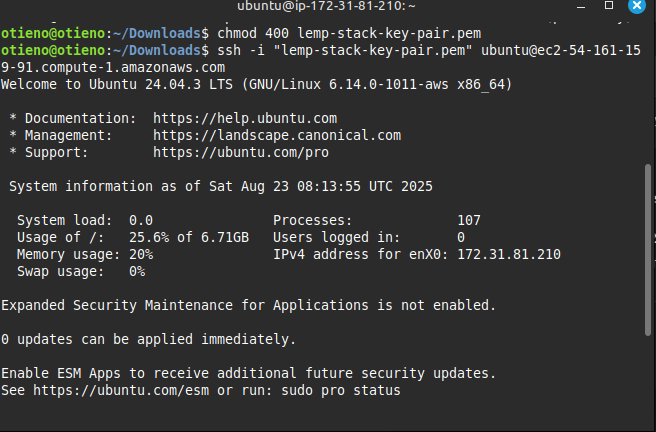 ubuntu@ip-172-31-81-210: ~
otieno@otieno:~/Downloads$ chmod 400 lemp-stack-key-pair.pem
otieno@otieno:~/Downloads$ ssh -i "lemp-stack-key-pair.pem" ubuntu@ec2-54-161-15
9-91.compute-1.amazonaws.com
Welcome to Ubuntu 24.04.3 LTS (GNU/Linux 6.14.0-1011-aws x86_64)
* Documentation:  https://help.ubuntu.com
* Management:     https://landscape.canonical.com
* Support:        https://ubuntu.com/pro
System information as of Sat Aug 23 08:13:55 UTC 2025
System load:  0.0               Processes:             107
Usage of /:   25.6% of 6.71GB   Users logged in:       0
Memory usage: 20%               IPv4 address for enX0: 172.31.81.210
Swap usage:   0%
Expanded Security Maintenance for Applications is not enabled.
0 updates can be applied immediately.
Enable ESM Apps to receive additional future security updates.
See https://ubuntu.com/esm or run: sudo pro status